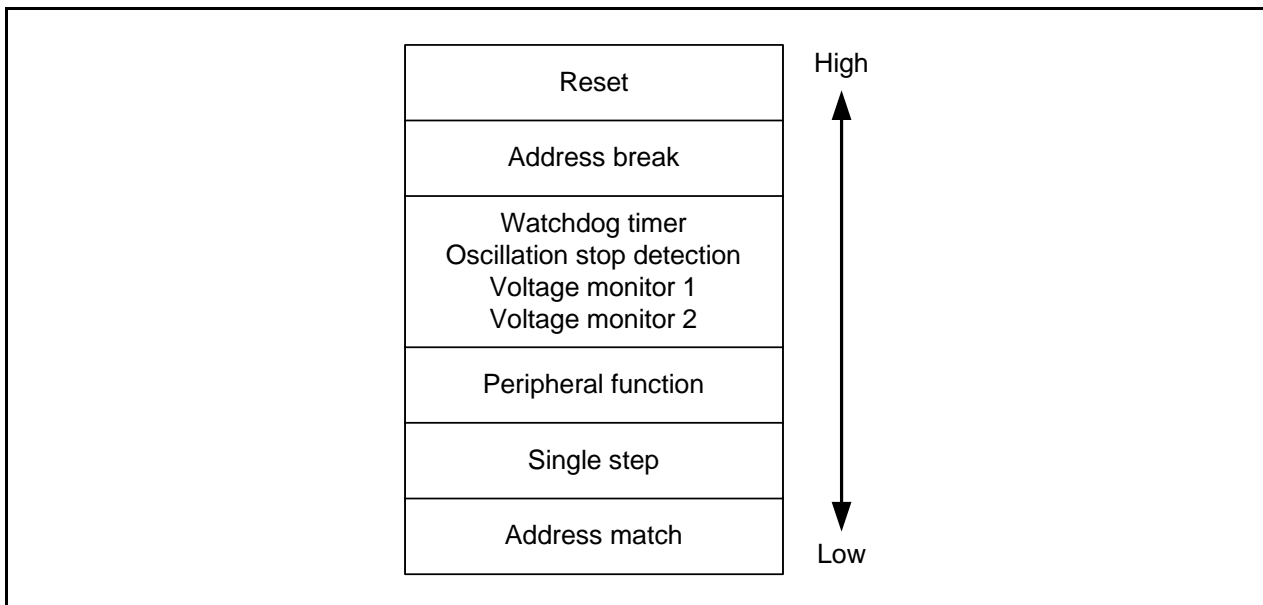 Reset
High
Address break
Watchdog timer
Oscillation stop detection
Voltage monitor 1
Voltage monitor 2
Peripheral function
Single step
Address match
Low